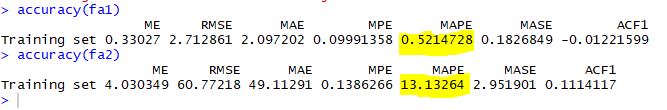 > accuracy(fa1)
ME RMSE MAE MPE MAPE MASE ACF1
Training set 0.33027 2.712861 2.097202 0.09991358 0.5214728 0.1826849 -0.01221599
> accuracy(fa2)
ME RMSE MAE MPE MAPE MASE ACF1
Training set 4.030349 60.77218 49.11291 0.1386266 13.13264 2.951901 0.1114117
>